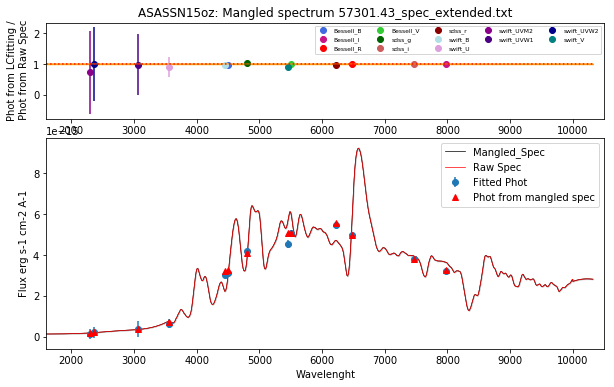 ASASSN15oz: Mangled spectrum 57301.43_spec_extended.txt
Phot from LCfitting /
Phot from Raw Spec
2
1
0
Bessell_B
Bessell_I
Bessell_R
Bessell_V
sdss_g
sdss_i
sdss_r
swift_B
swift_U
swift_UVM2
swift_UVW1
swift_UVW2
swift_V
2000 3000 4000 5000 6000 7000 8000 9000 10000
Flux erg s-1 cm-2 A-1
8
6
4
2
0
Mangled_Spec
Raw Spec
Fitted Phot
Phot from mangled spec
2000 3000 4000 5000 6000 7000 8000 9000 10000
Wavelenght